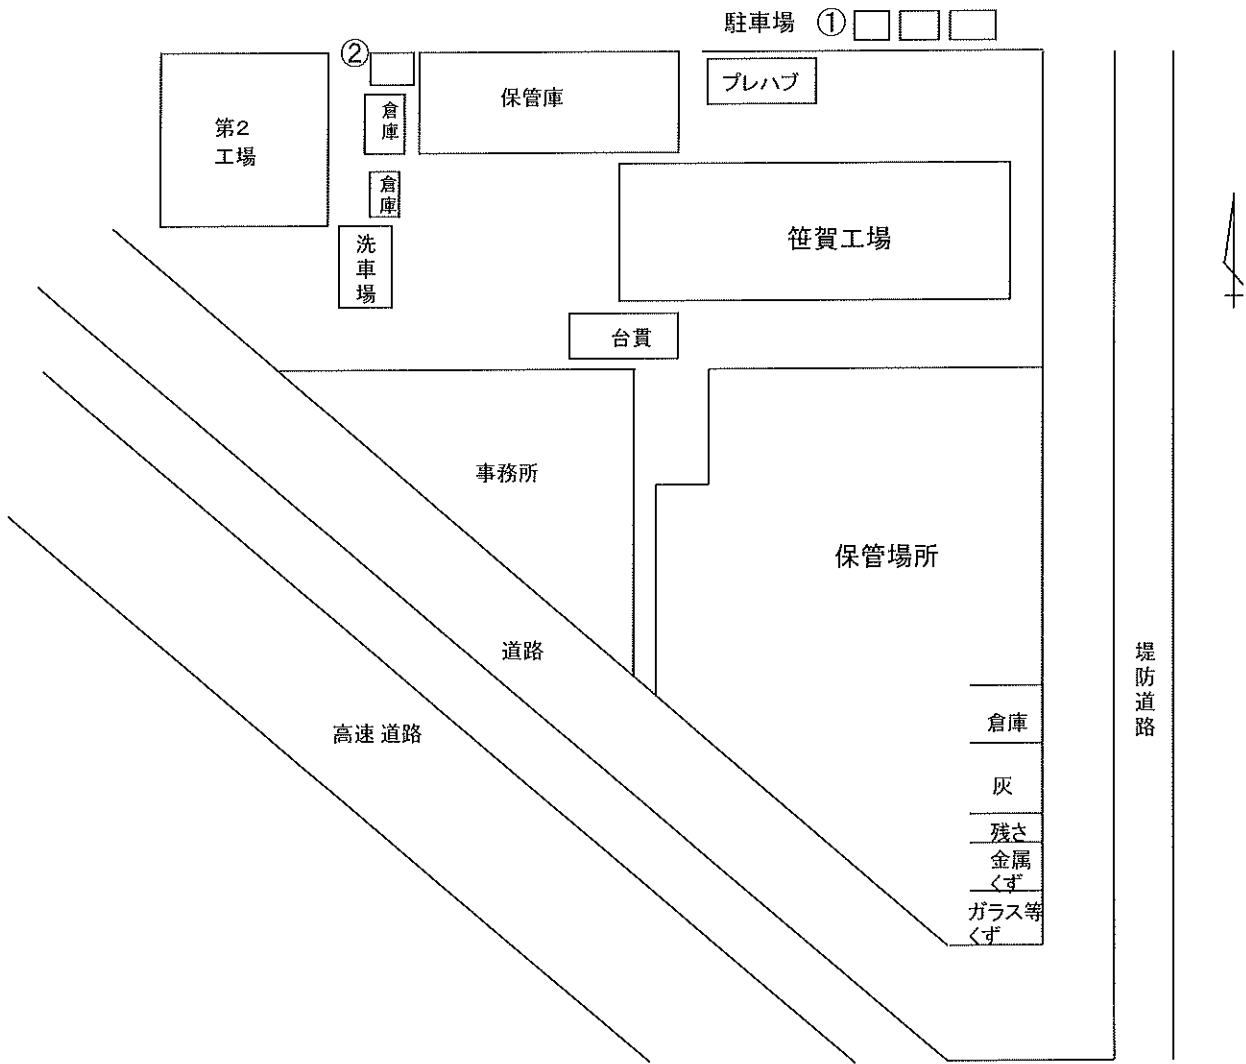 駐車場 ①
②
プレハブ
保管庫
倉庫
第2
工場
倉庫
洗車場
笹賀工場
台貫
事務所
保管場所
道路
堤防道路
高速道路
倉庫
灰
残さ
金属
くず
ガラス等
くず